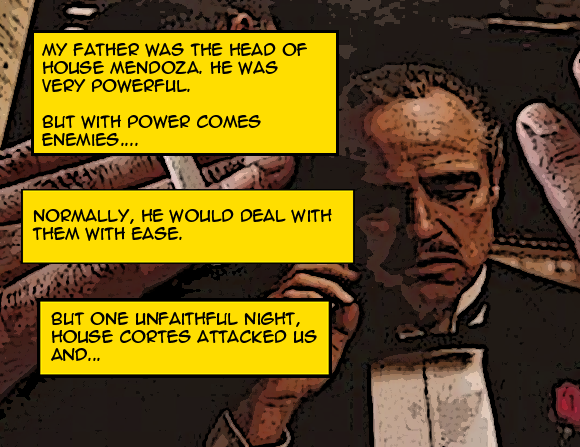 MY FATHER WAS THE HEAD OF
HOUSE MENDOZA. HE WAS
VERY POWERFUL.
BUT WITH POWER COMES
ENEMIES....
NORMALLY, HE WOULD DEAL WITH
THEM WITH EASE.
BUT ONE UNFAITHFUL NIGHT,
HOUSE CORTES ATTACKED US
AND...